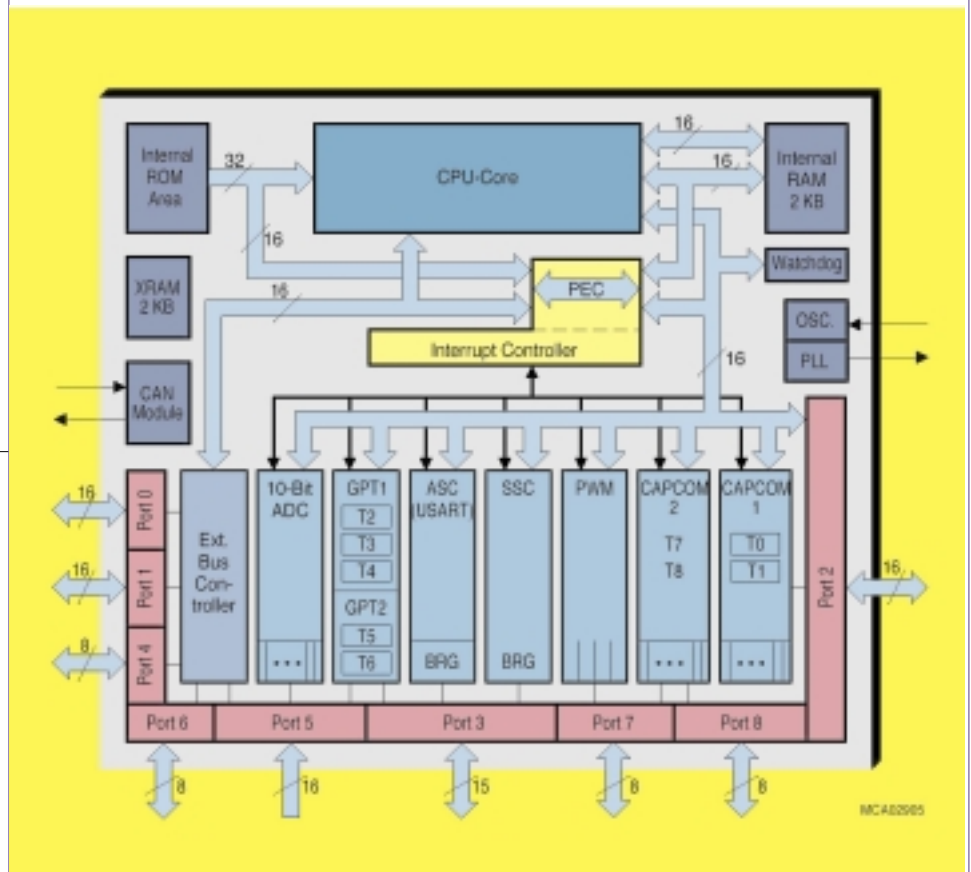 Internal
ROM
Area
32
CPU-Core
16
16
Internal
RAM
2 KB
16
XRAM
2 KB
16
PEC
Watchdog
OSC.
PLL
Interrupt Controller
16
CAN
Module
16
Port 0
16
Port 1
8
Port 4
Ext.
Bus
Con-
troller
10-Bit
ADC
GPT1
T2
T3
T4
GPT2
T5
T6
ASC
(USART)
BRG
SSC
BRG
PWM
CAPCOM
2
T7
T8
CAPCOM
1
T0
T1
Port 2
16
Port 6
Port 5
Port 3
Port 7
Port 8
8
16
15
8
8
MCA02905